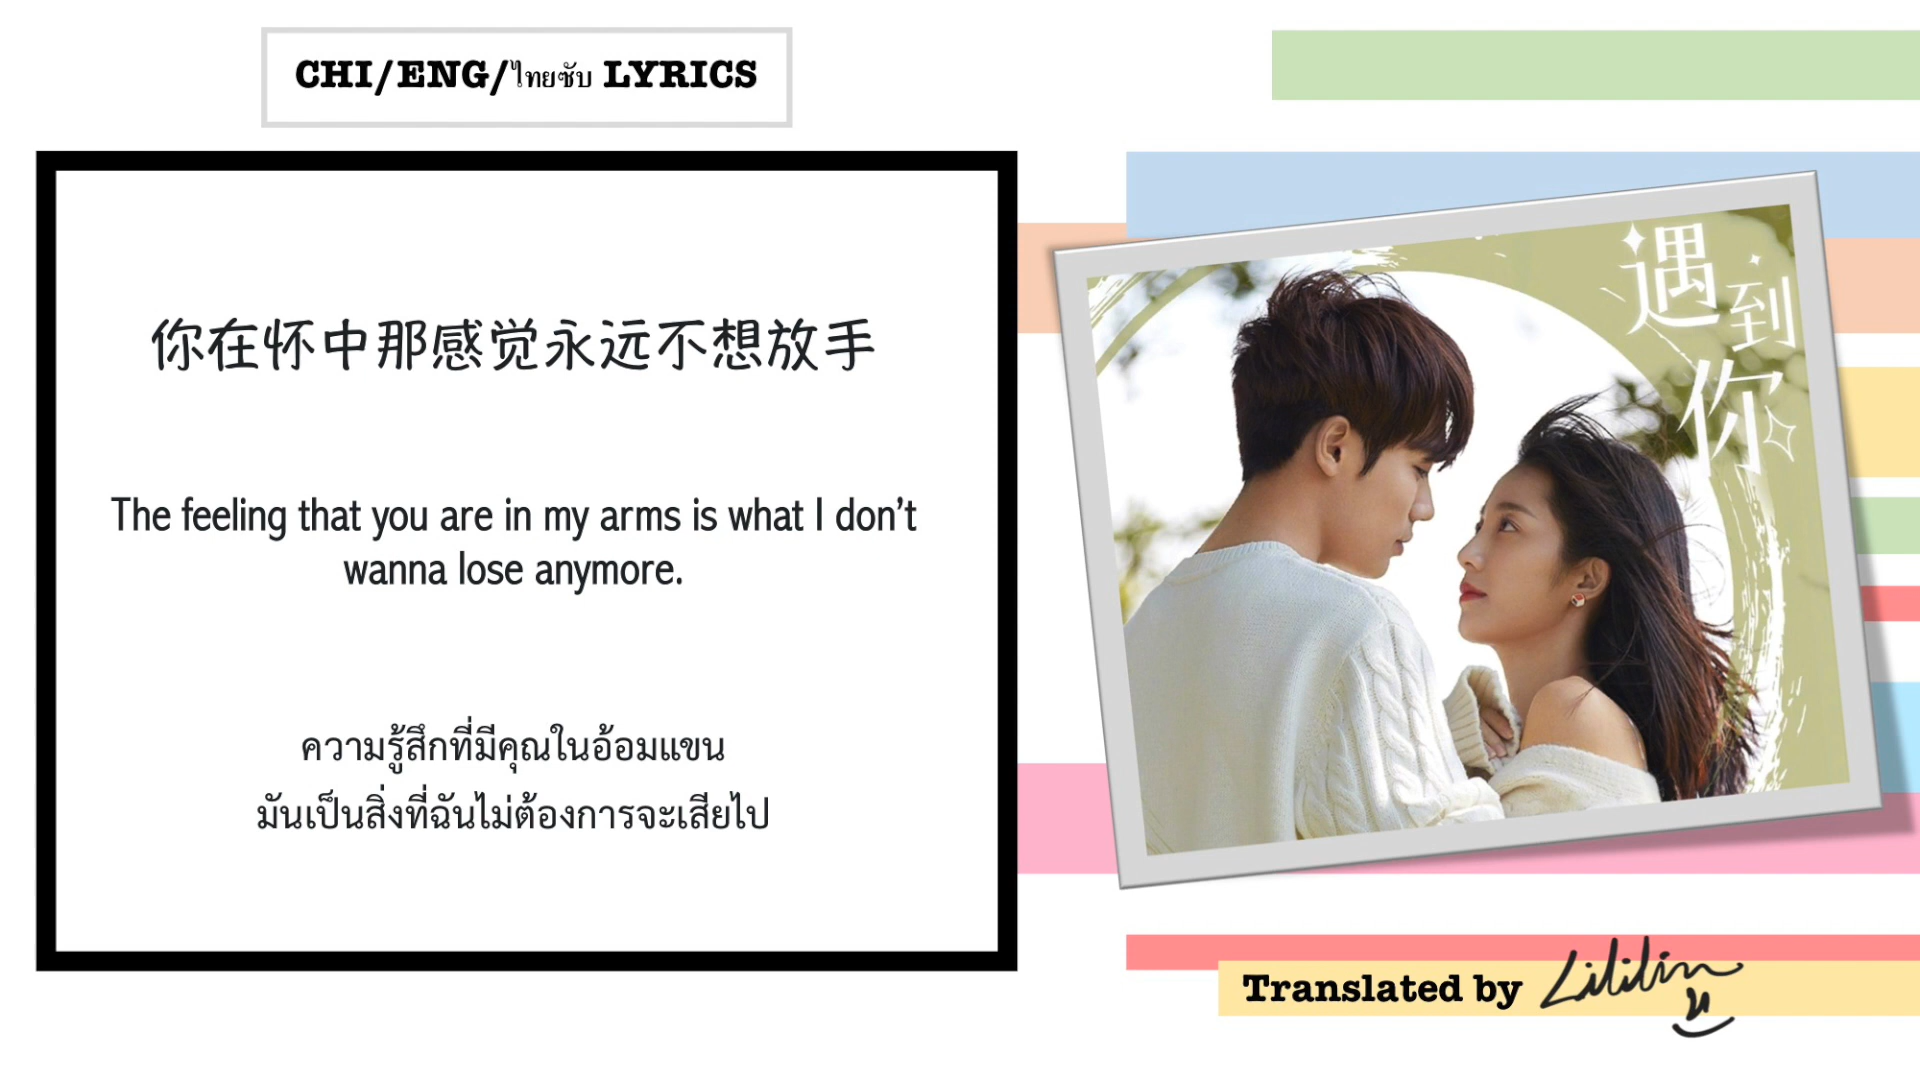 CHI/ENG/ไทยซับ LYRICS
你在怀中那感觉永远不想放手
The feeling that you are in my arms is what I don’t
wanna lose anymore.
ความรู้สึกที่มีคุณในอ้อมแขน
มันเป็นสิ่งที่ฉันไม่ต้องการจะเสียไป
遇到你
Translated by Lililin